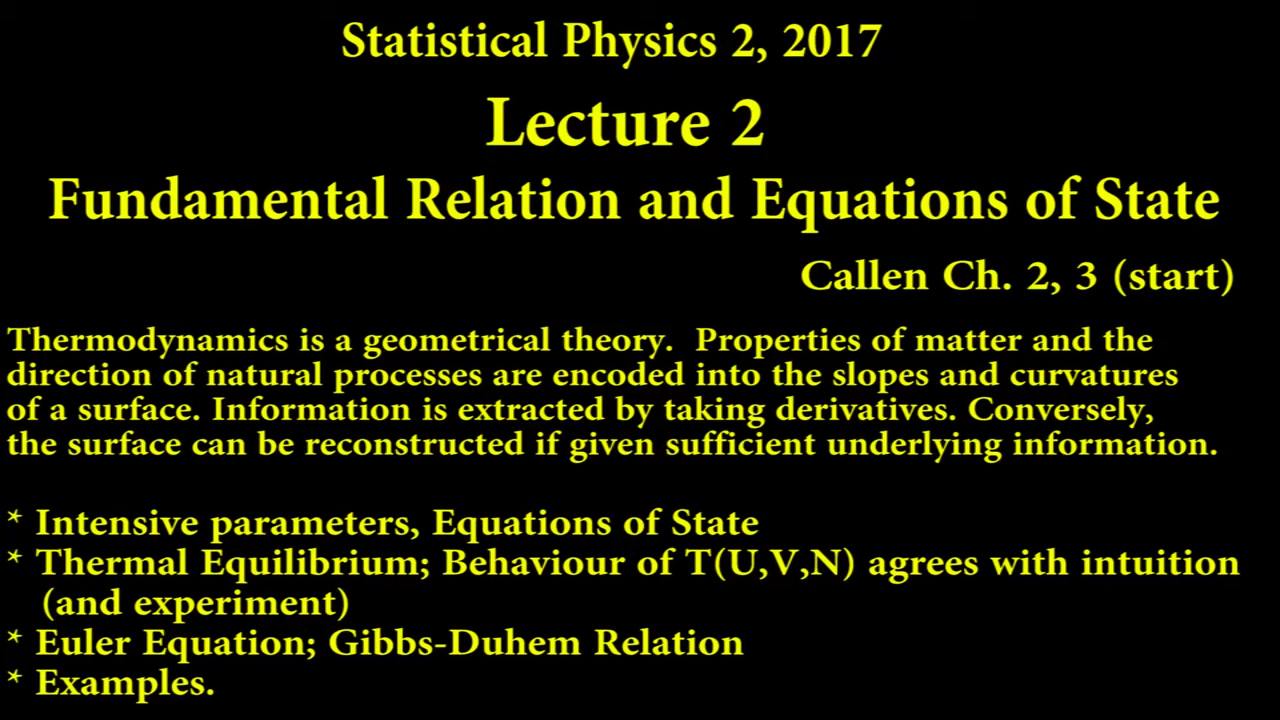 Statistical Physics 2, 2017
Lecture 2
Fundamental Relation and Equations of State
Callen Ch. 2, 3 (start)
Thermodynamics is a geometrical theory.  Properties of matter and the
direction of natural processes are encoded into the slopes and curvatures
of a surface. Information is extracted by taking derivatives. Conversely,
the surface can be reconstructed if given sufficient underlying information.
* Intensive parameters, Equations of State
* Thermal Equilibrium; Behaviour of T(U,V,N) agrees with intuition
(and experiment)
* Euler Equation; Gibbs-Duhem Relation
* Examples.